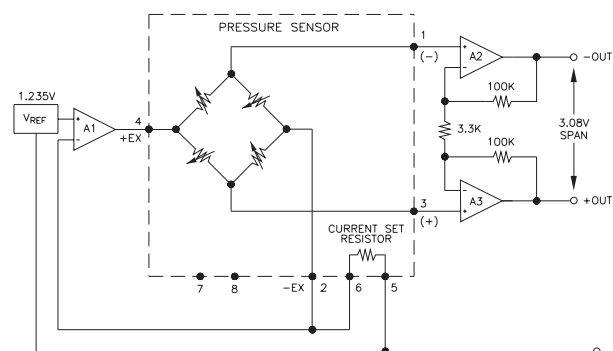 PRESSURE SENSOR
1
(-)
A2
-OUT
100K
1.235V
VREF
A1
4
+EX
3.3K
3.08V
SPAN
100K
3
(+)
A3
+OUT
CURRENT SET
RESISTOR
7
8
-EX
2
6
5